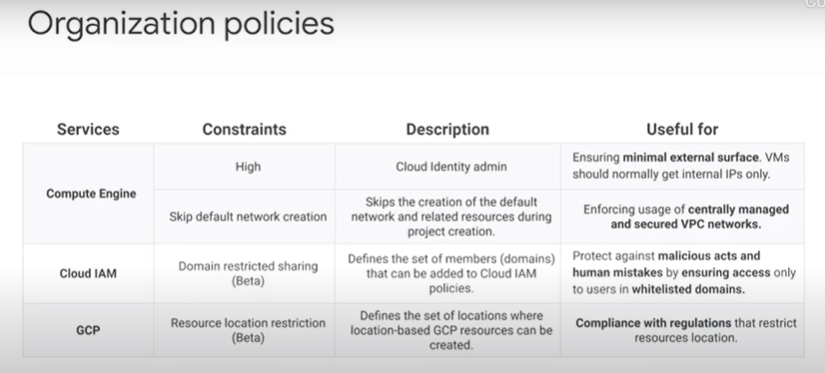 Organization policies
Services Constraints Description Useful for
Compute Engine
High
Cloud Identity admin
Ensuring minimal external surface. VMs
should normally get internal IPs only.
Skip default network creation
Skips the creation of the default
network and related resources during
project creation.
Enforcing usage of centrally managed
and secured VPC networks.
Cloud IAM
Domain restricted sharing
(Beta)
Defines the set of members (domains)
that can be added to Cloud IAM
policies.
Protect against malicious acts and
human mistakes by ensuring access only
to users in whitelisted domains.
GCP
Resource location restriction
(Beta)
Defines the set of locations where
location-based GCP resources can be
created.
Compliance with regulations that restrict
resources location.